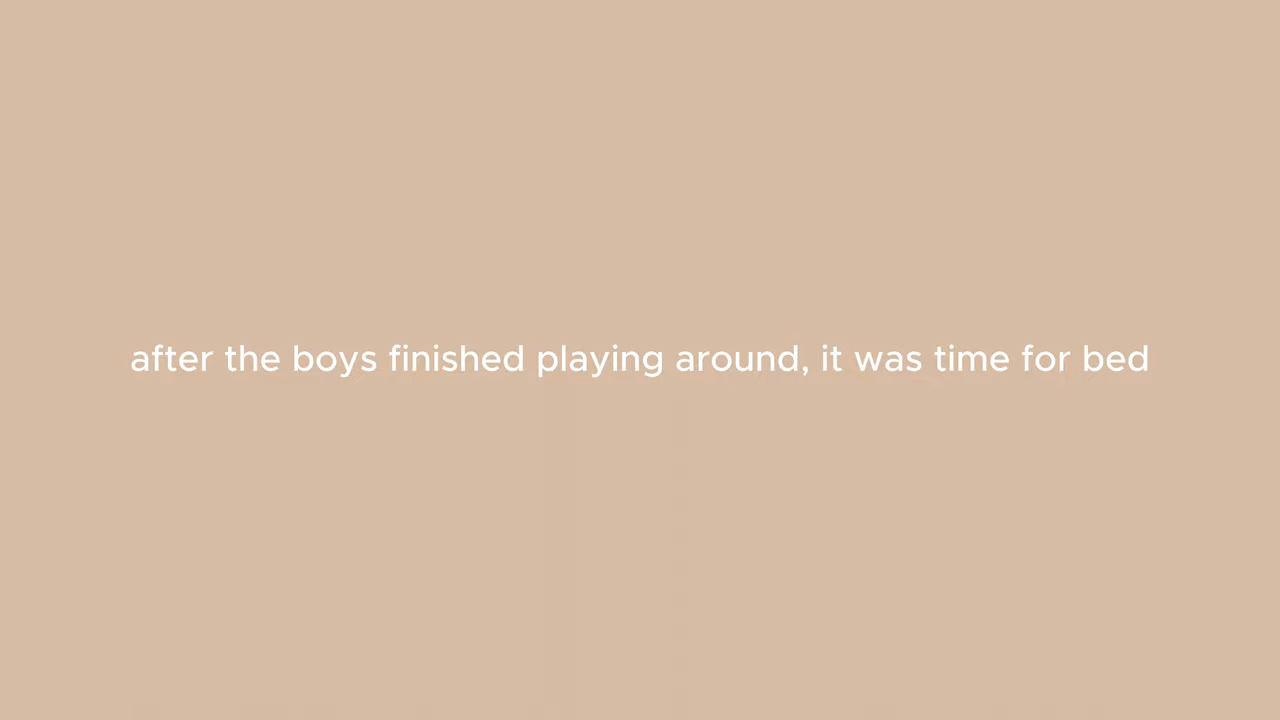 after the boys finished playing around, it was time for bed